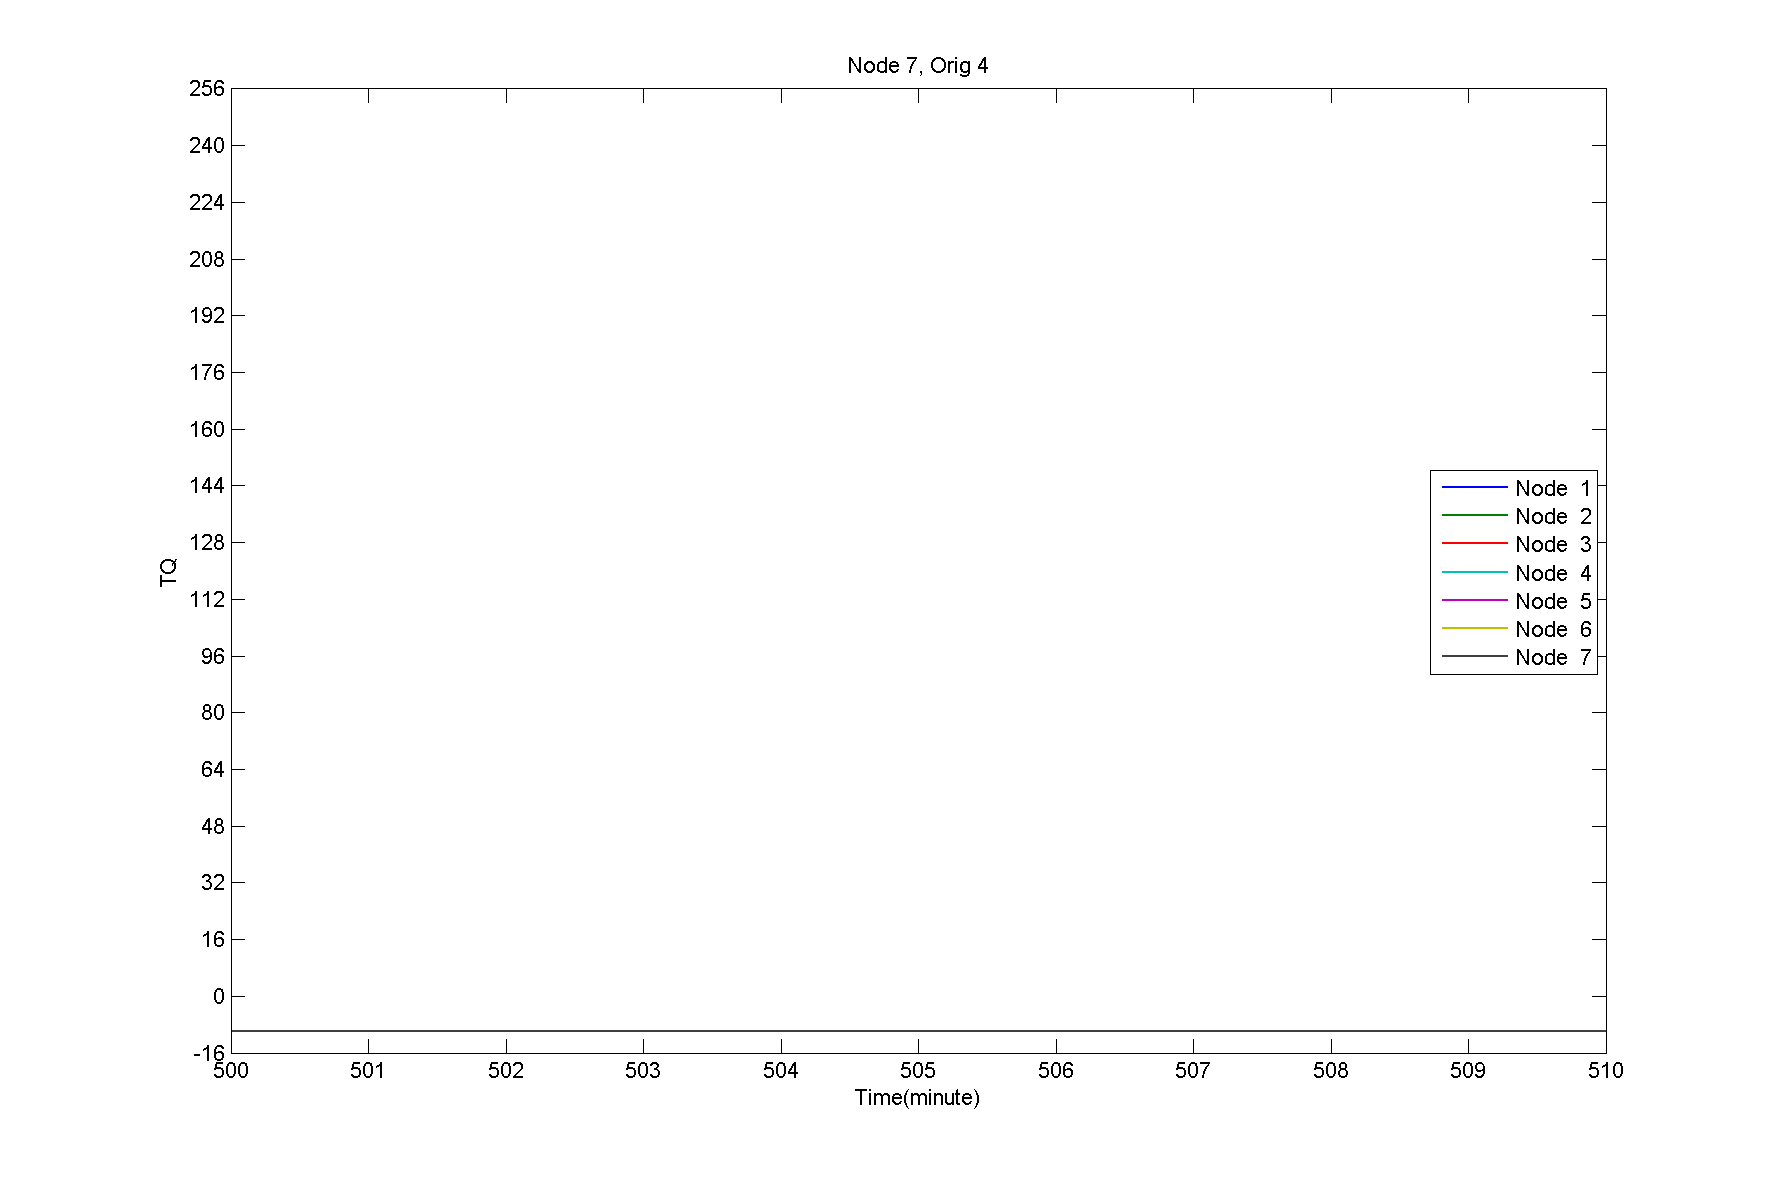 Node 7, Orig 4
256
240
224
208
192
176
160
144
128
112
96
80
64
48
32
16
0
-16
TQ
Node 1
Node 2
Node 3
Node 4
Node 5
Node 6
Node 7
500 501 502 503 504 505 506 507 508 509 510
Time(minute)